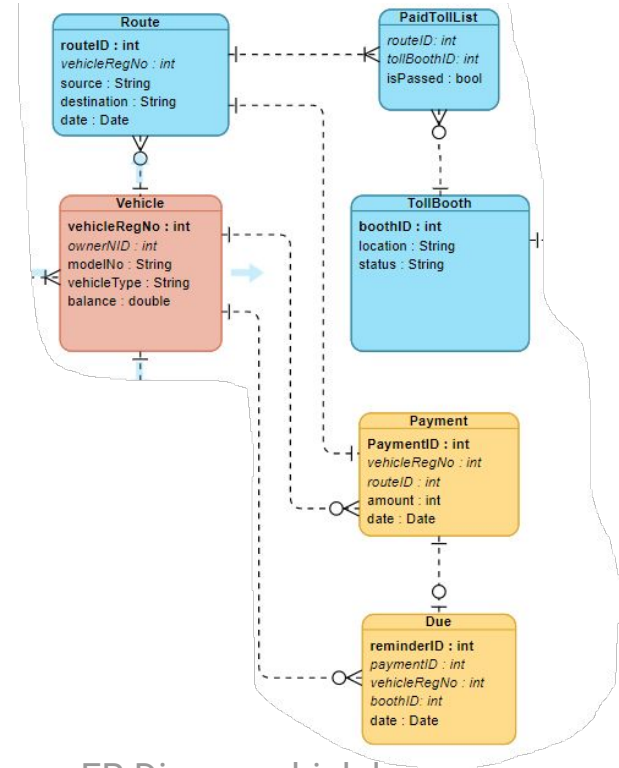 Route
routeID : int
vehicleRegNo : int
source : String
destination : String
date : Date
PaidTollList
routeID: int
tollBoothID: int
isPassed : bool
Vehicle
vehicleRegNo : int
ownerNID : int
modelNo : String
vehicleType : String
balance : double
TollBooth
boothID : int
location : String
status : String
Payment
PaymentID : int
vehicleRegNo : int
routeID : int
amount : int
date : Date
Due
reminderID : int
paymentID : int
vehicleRegNo : int
boothID: int
date : Date